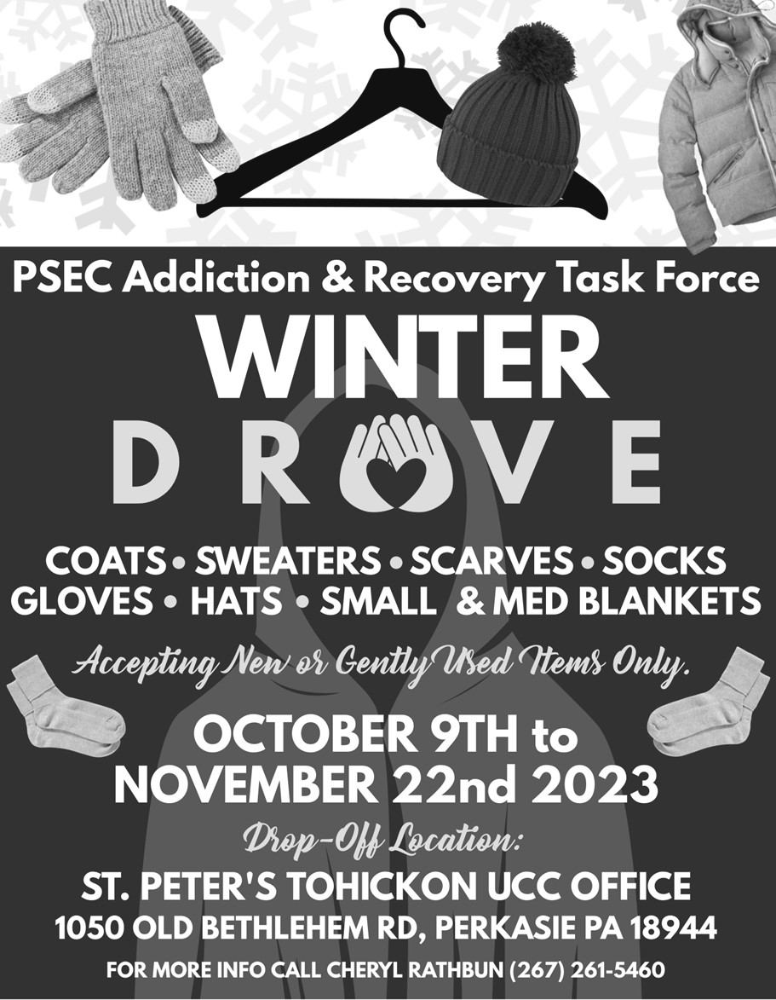 PSEC Addiction & Recovery Task Force
WINTER
DR VE
COATS • SWEATERS • SCARVES • SOCKS
GLOVES • HATS • SMALL & MED BLANKETS
Accepting New or Gently Used Items Only.
OCTOBER 9TH to
NOVEMBER 22nd 2023
Drop-Off Location:
ST. PETER'S TOHICKON UCC OFFICE
1050 OLD BETHLEHEM RD, PERKASIE PA 18944
FOR MORE INFO CALL CHERYL RATHBUN (267) 261-5460